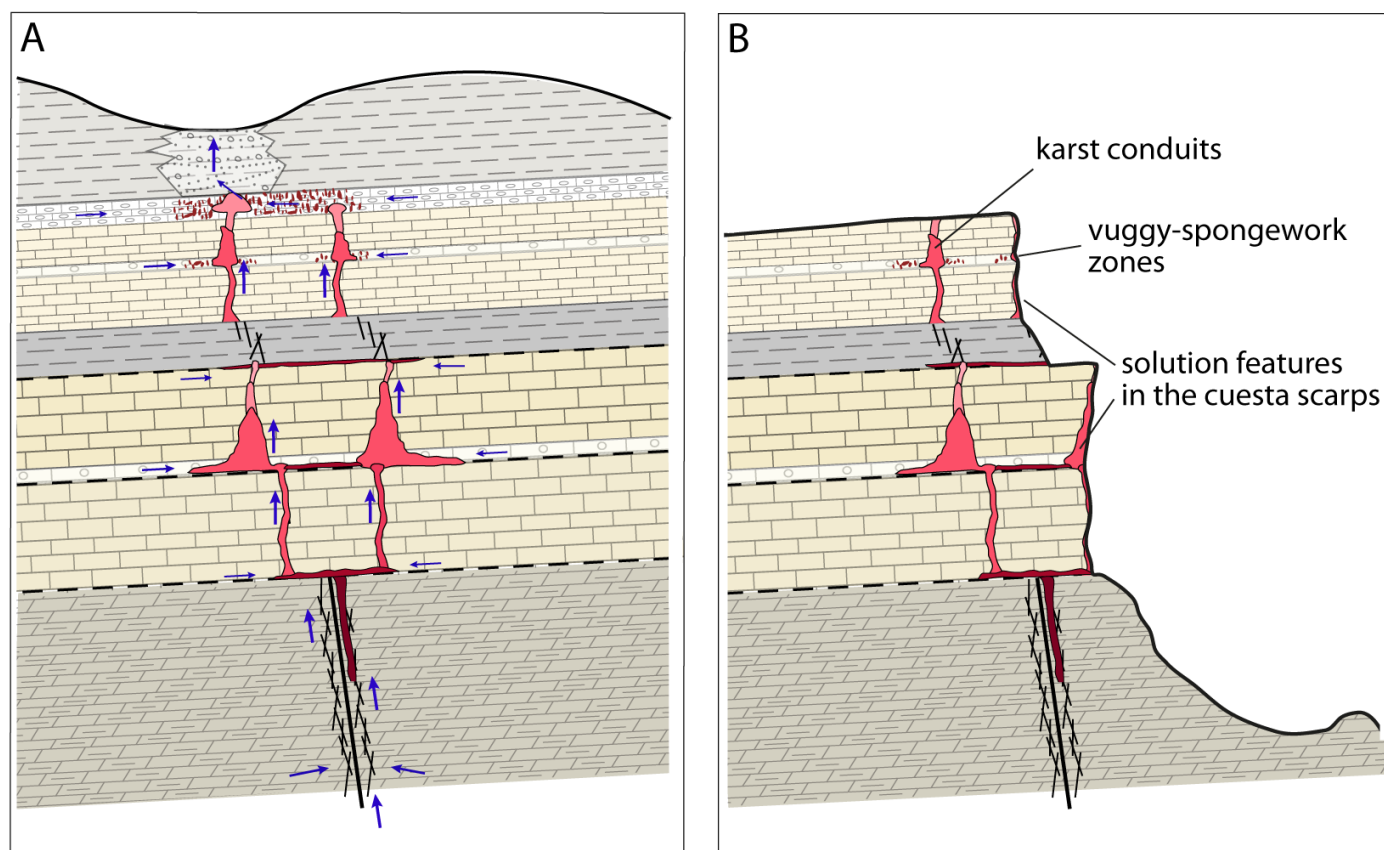 A
B
karst conduits
vuggy-spongework
zones
solution features
in the cuesta scarps